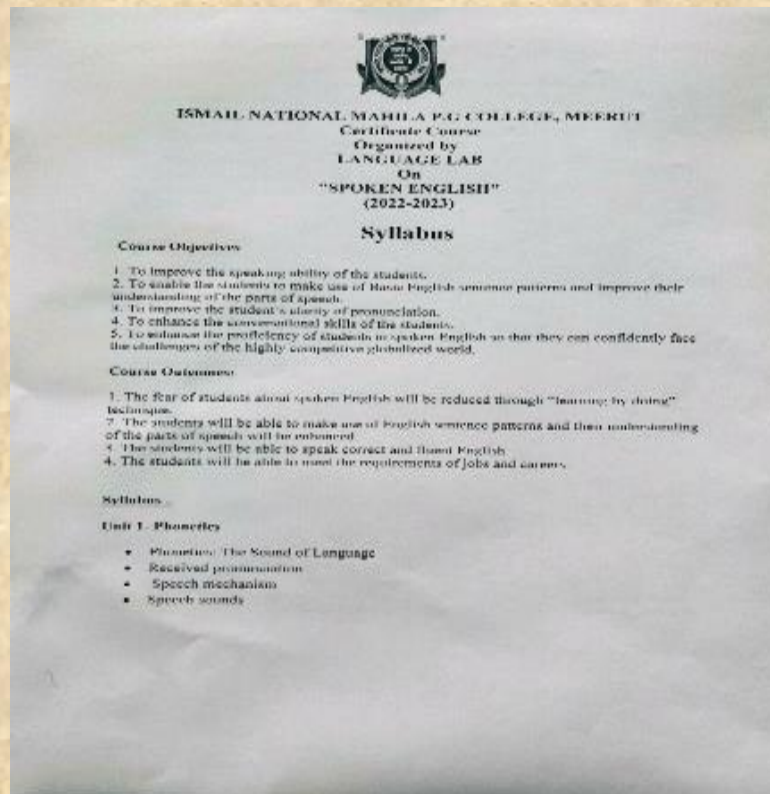 ISMAIL NATIONAL MAHILA P.G COLLEGE, MEERUT
Certificate Course
Organized by
LANGUAGE LAB
On
"SPOKEN ENGLISH"
(2022-2023)
Syllabus
Course Objectives
1. To improve the speaking ability of the students.
2. To enable the students to make use of Basic English sentence patterns and improve their
understanding of the parts of speech.
3. To improve the student's clarity of pronunciation.
4. To enhance the conversational skills of the students.
5. To enhance the proficiency of students in spoken English so that they can confidently face
the challenges of the highly competitive globalized world.
Course Outcomes:
1. The fear of students about spoken English will be reduced through "learning by doing"
technique.
2. The students will be able to make use of English sentence patterns and their understanding
of the parts of speech will be enhanced
3. The students will be able to speak correct and fluent English
4. The students will be able to meet the requirements of jobs and careers.
Syllabus
Unit 1- Phonetics
• Phonetics: The Sound of Language
• Received pronunciation
• Speech mechanism
• Speech sounds